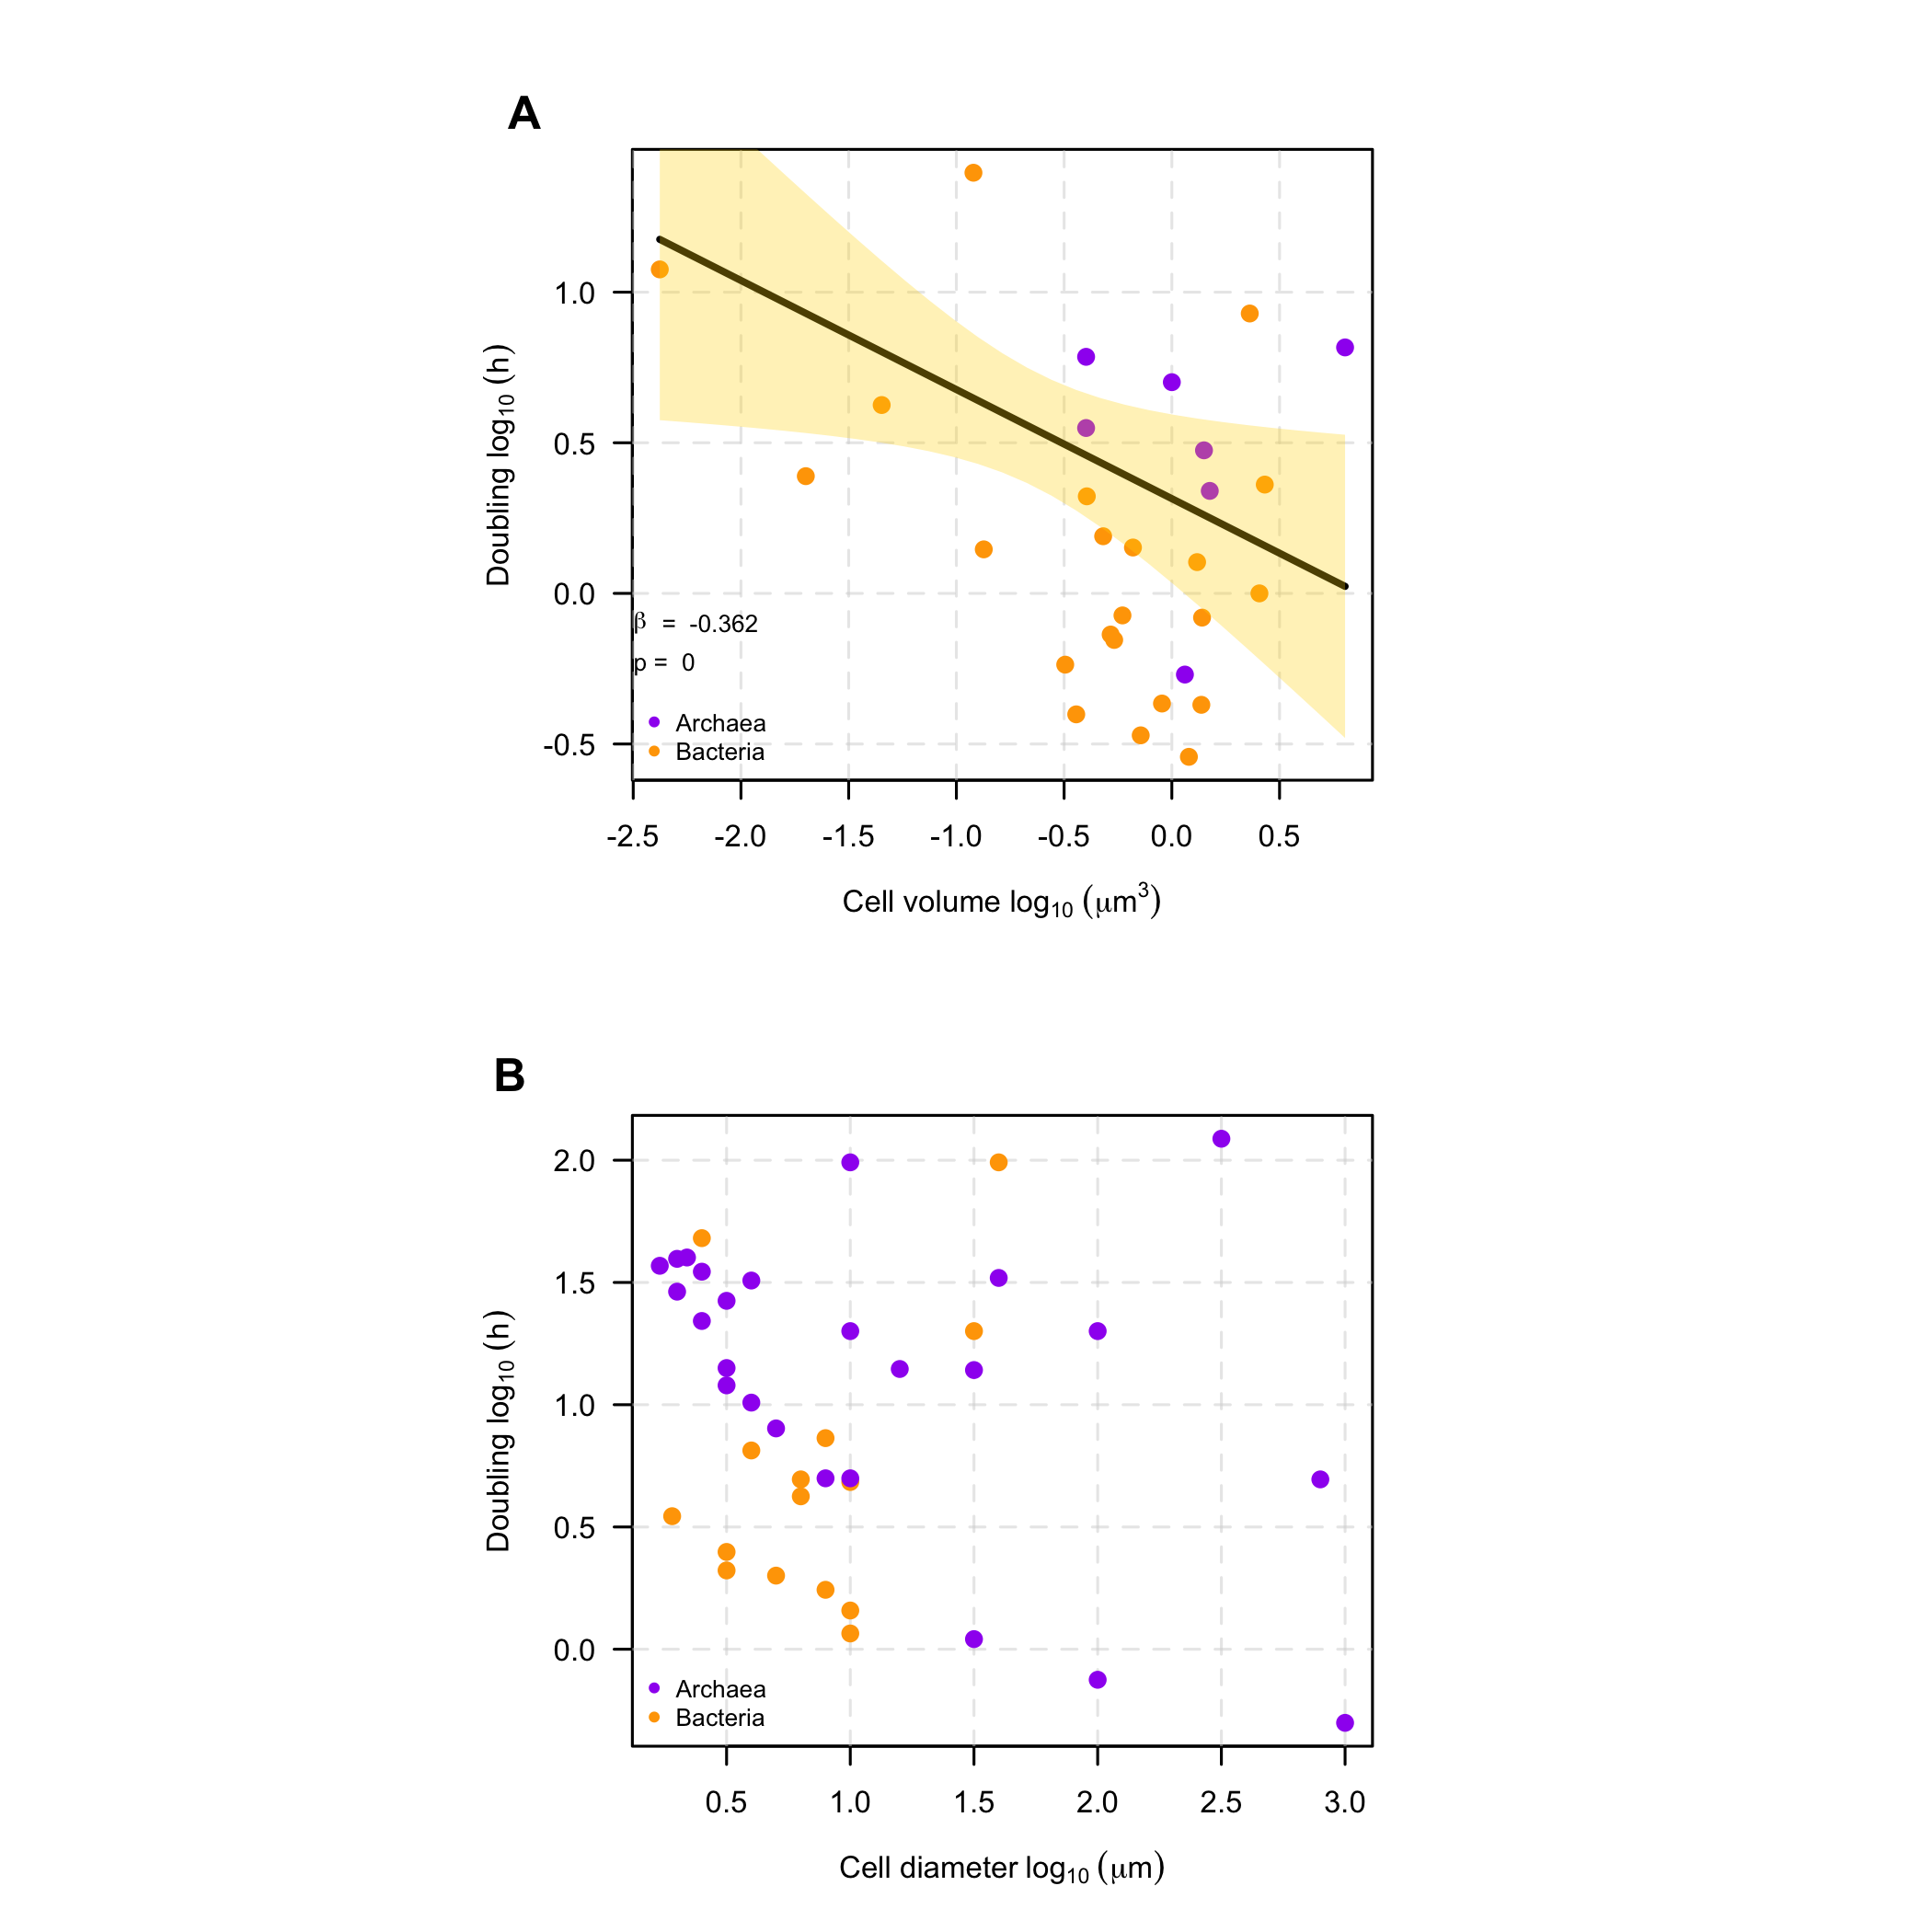 A
Doubling log10 (h)
1.0
0.5
0.0
-0.5
β = -0.362
p = 0
Archaea
Bacteria
-2.5 -2.0 -1.5 -1.0 -0.5 0.0 0.5
Cell volume log10 (μm3)
B
Doubling log10 (h)
2.0
1.5
1.0
0.5
0.0
Archaea
Bacteria
0.5 1.0 1.5 2.0 2.5 3.0
Cell diameter log10 (μm)